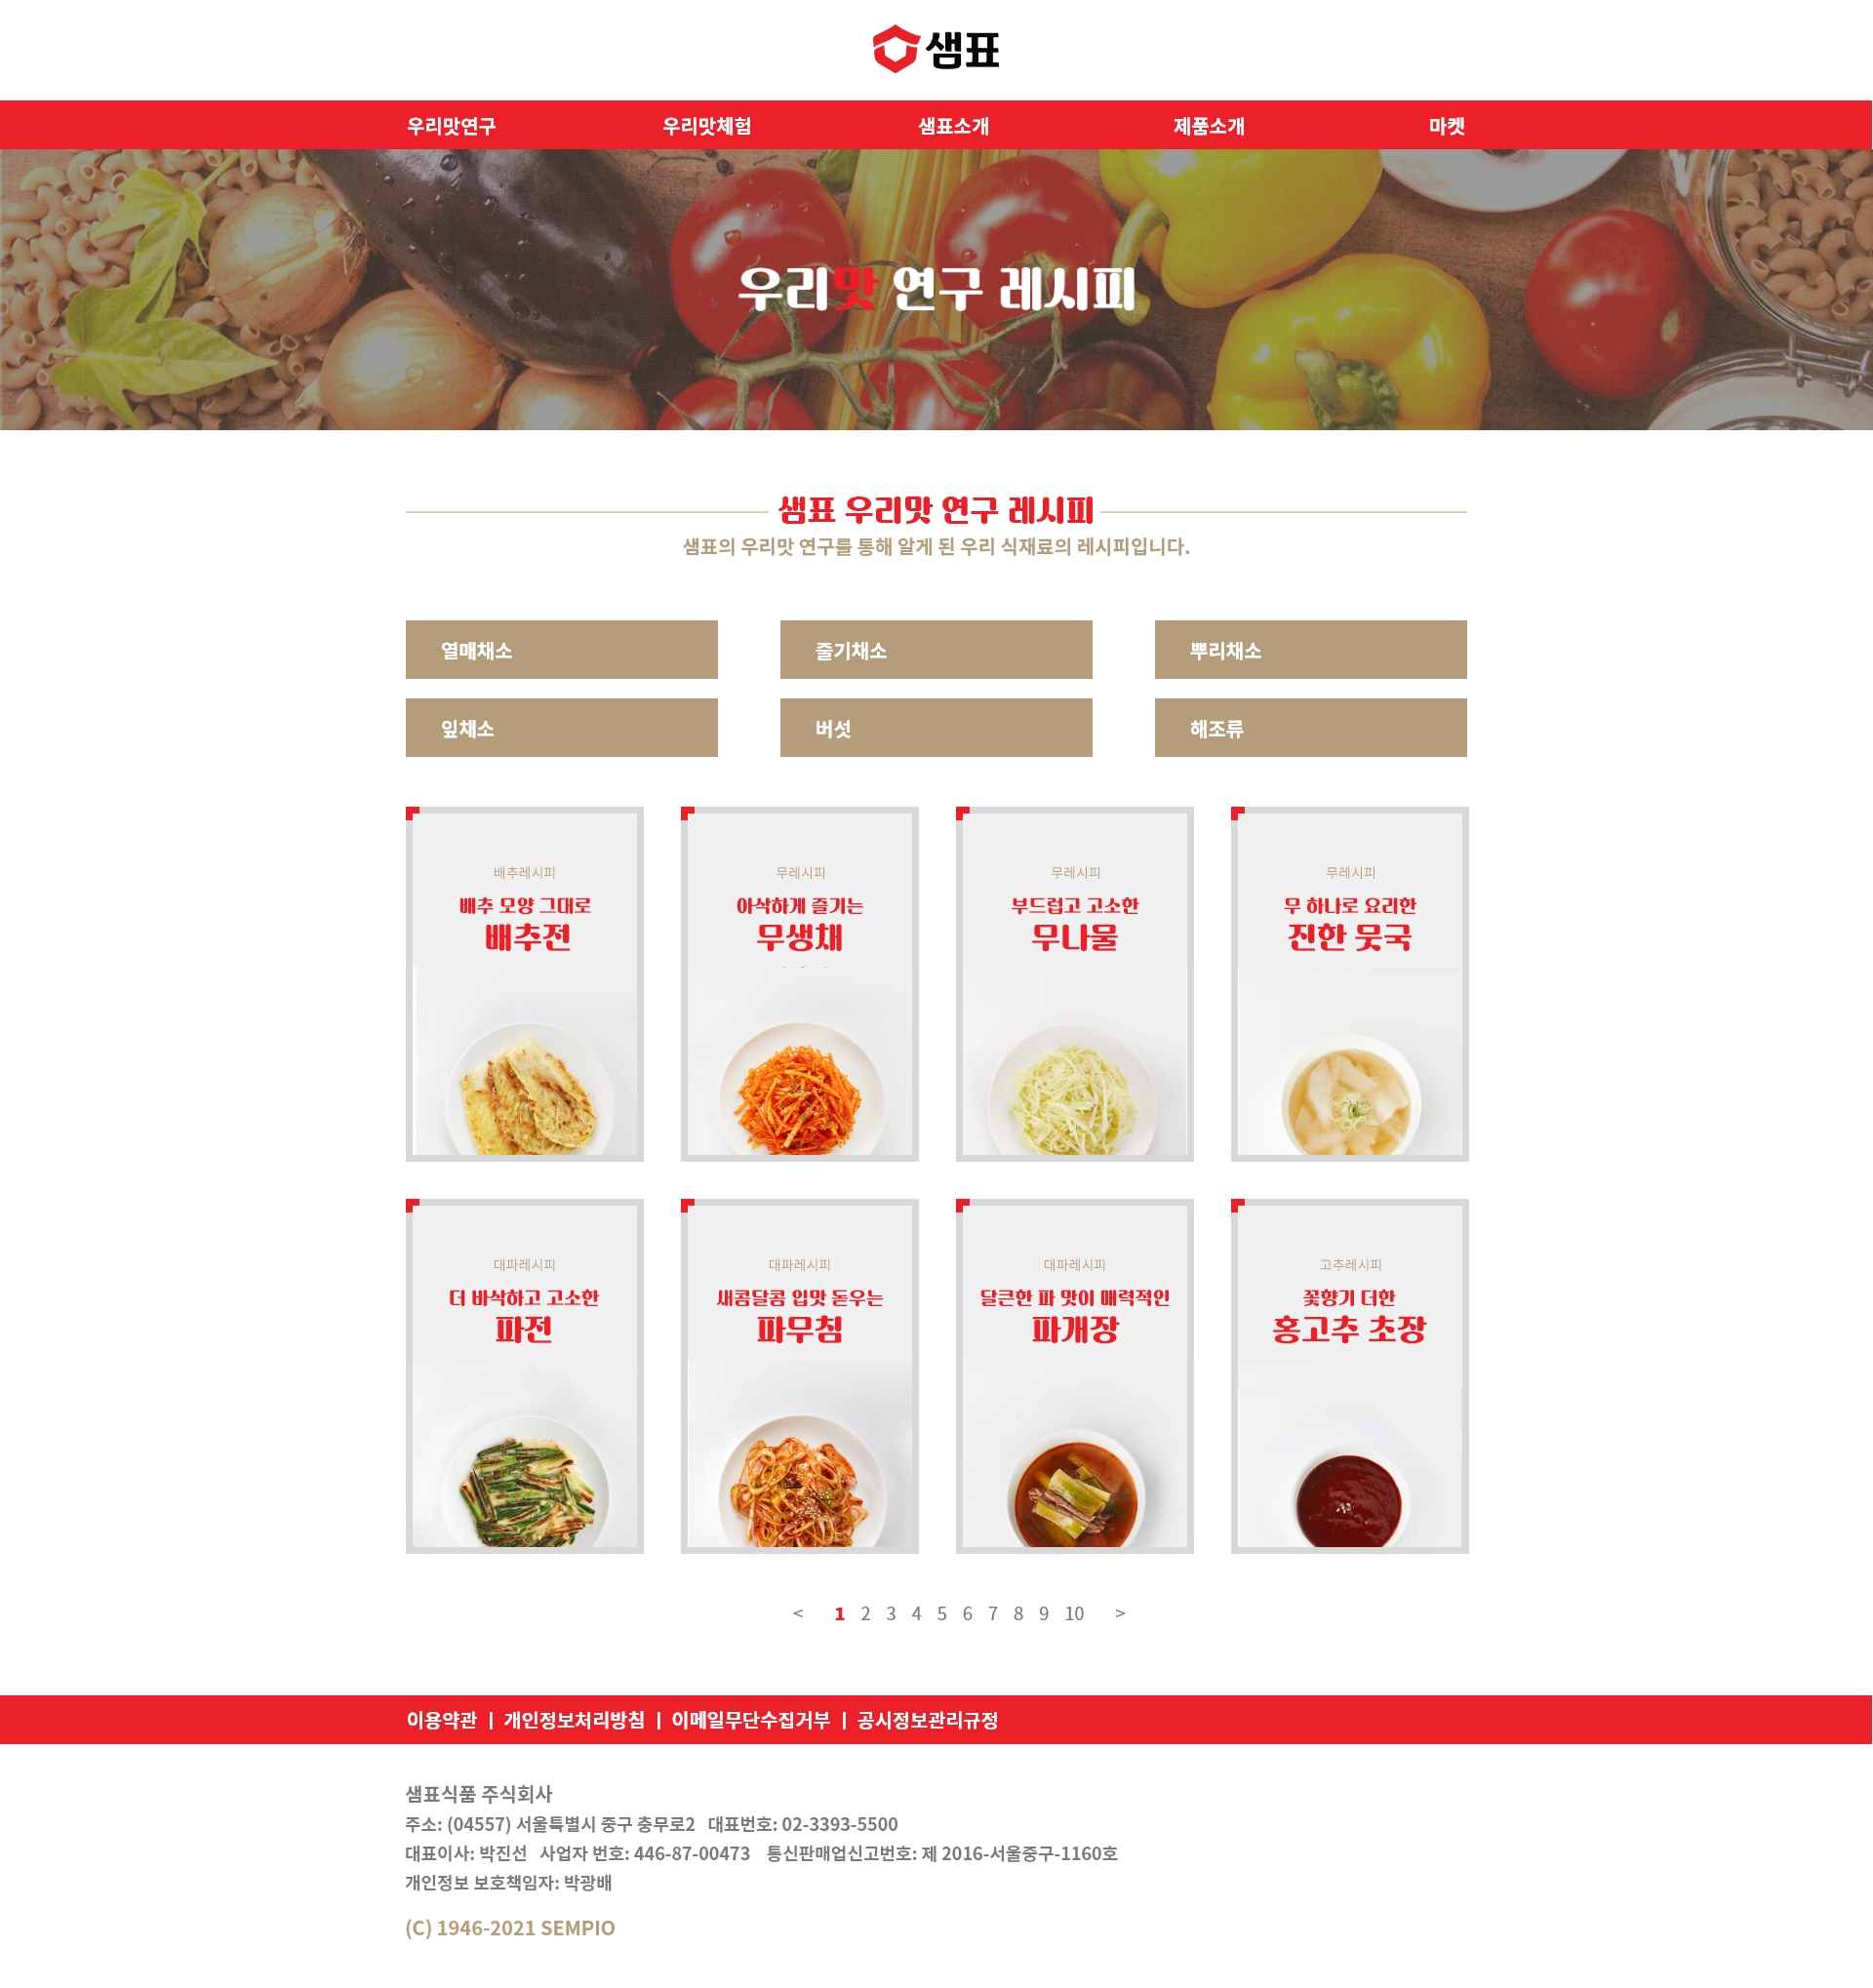 샘표
우리맛연구 우리맛체험 샘표소개 제품소개 마켓
우리맛 연구 레시피
샘표 우리맛 연구 레시피
샘표의 우리맛 연구를 통해 알게 된 우리 식재료의 레시피입니다.
열매채소 줄기채소 뿌리채소
잎채소 버섯 해조류
배추레시피
배추 모양 그대로
배추전
무레시피
아삭하게 즐기는
무생채
무레시피
부드럽고 고소한
무나물
무레시피
무 하나로 요리한
진한 뭇국
대파레시피
더 바삭하고 고소한
파전
대파레시피
새콤달콤 입맛 돋우는
파무침
대파레시피
달큰한 파 맛이 매력적인
파개장
고추레시피
꽃향기 더한
홍고추 초장
< 1 2 3 4 5 6 7 8 9 10 >
이용약관 | 개인정보처리방침 | 이메일무단수집거부 | 공시정보관리규정
샘표식품 주식회사
주소: (04557) 서울특별시 중구 충무로2 대표번호: 02-3393-5500
대표이사: 박진선 사업자 번호: 446-87-00473 통신판매업신고번호: 제 2016-서울중구-1160호
개인정보 보호책임자: 박광배
(C) 1946-2021 SEMPIO